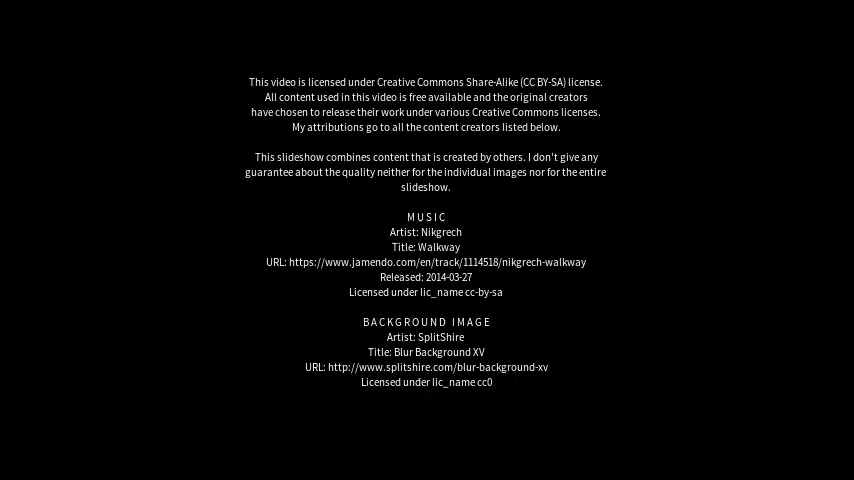 This video is licensed under Creative Commons Share-Alike (CC BY-SA) license.
All content used in this video is free available and the original creators
have chosen to release their work under various Creative Commons licenses.
My attributions go to all the content creators listed below.
This slideshow combines content that is created by others. I don't give any
guarantee about the quality neither for the individual images nor for the entire
slideshow.
MUSIC
Artist: Nikgrech
Title: Walkway
URL: https://www.jamendo.com/en/track/1114518/nikgrech-walkway
Released: 2014-03-27
Licensed under lic_name cc-by-sa
BACKGROUND IMAGE
Artist: SplitShire
Title: Blur Background XV
URL: http://www.splitshire.com/blur-background-xv
Licensed under lic_name cc0